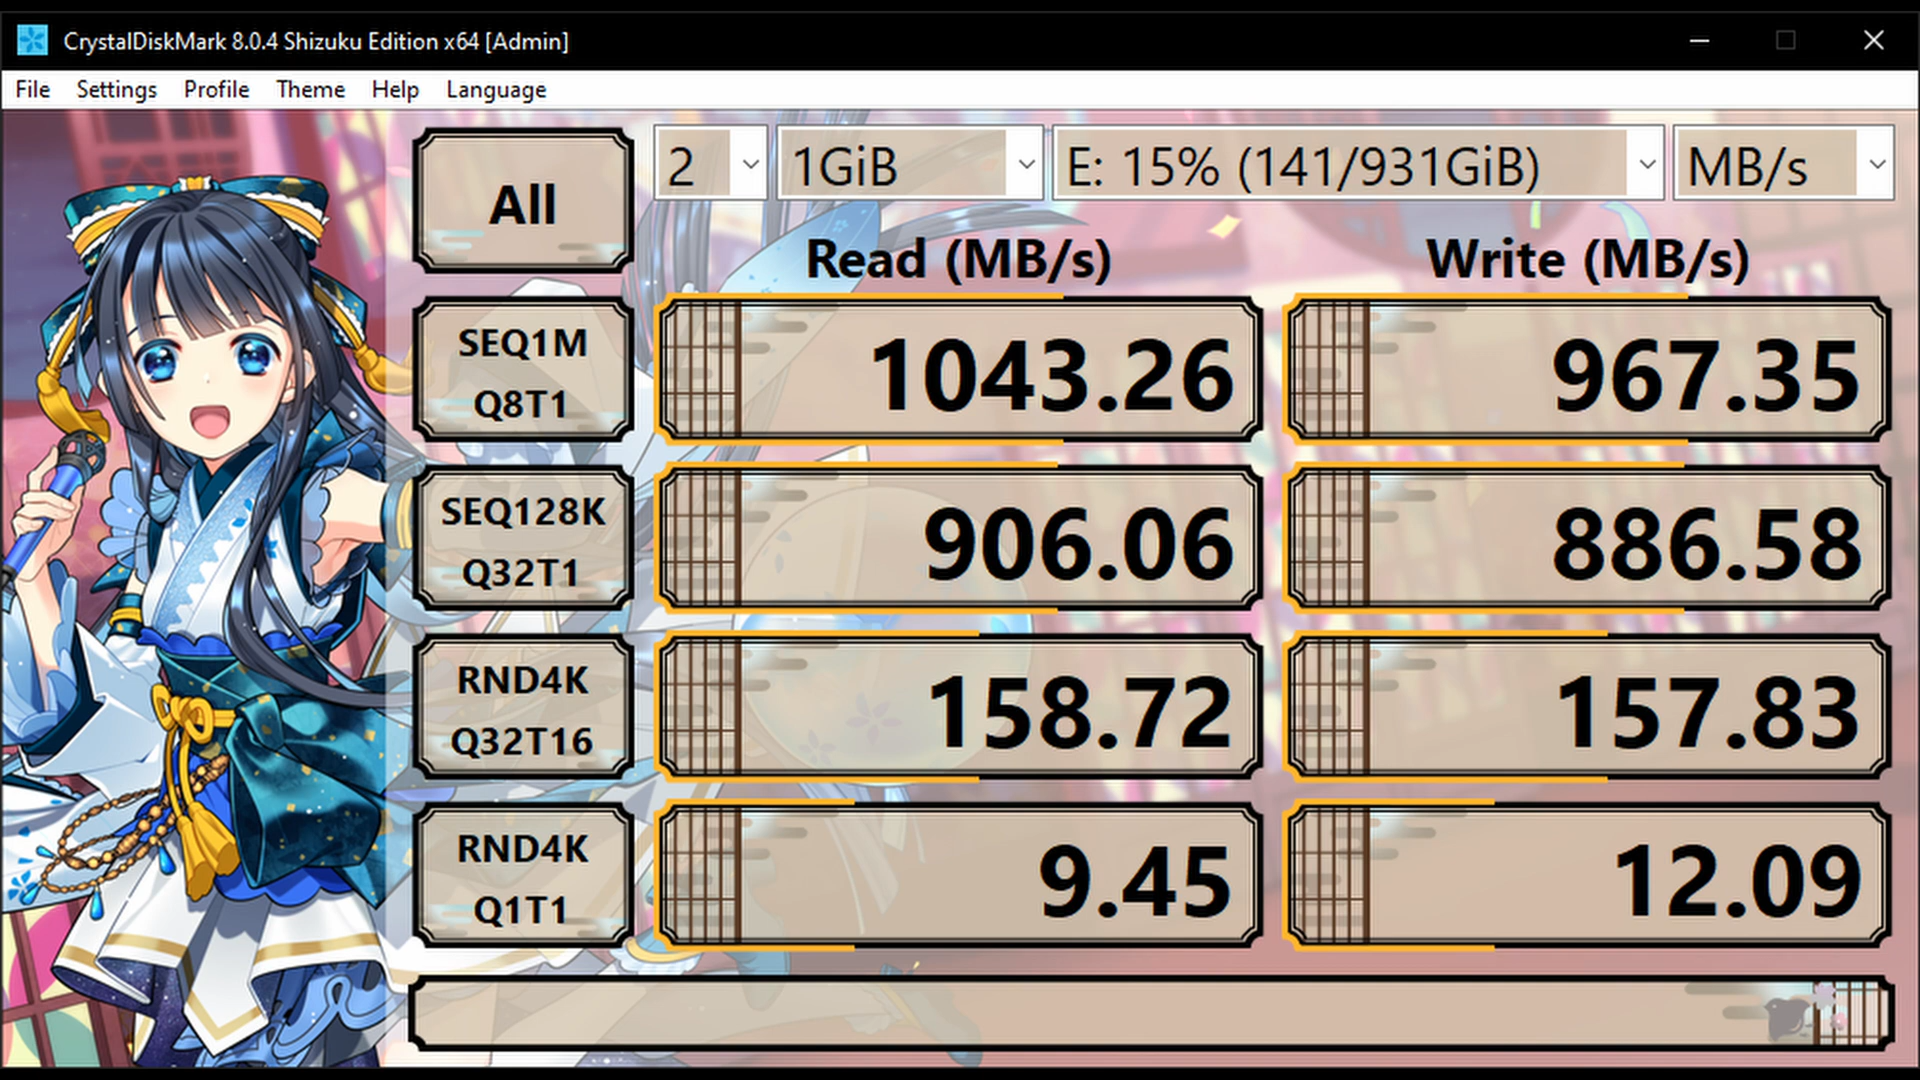 CrystalDiskMark 8.0.4 Shizuku Edition x64 [Admin]
File Settings Profile Theme Help Language
All
2 1GiB E: 15% (141/931GiB) MB/s
Read (MB/s) Write (MB/s)
SEQ1M
Q8T1
1043.26 967.35
SEQ128K
Q32T1
906.06 886.58
RND4K
Q32T16
158.72 157.83
RND4K
Q1T1
9.45 12.09